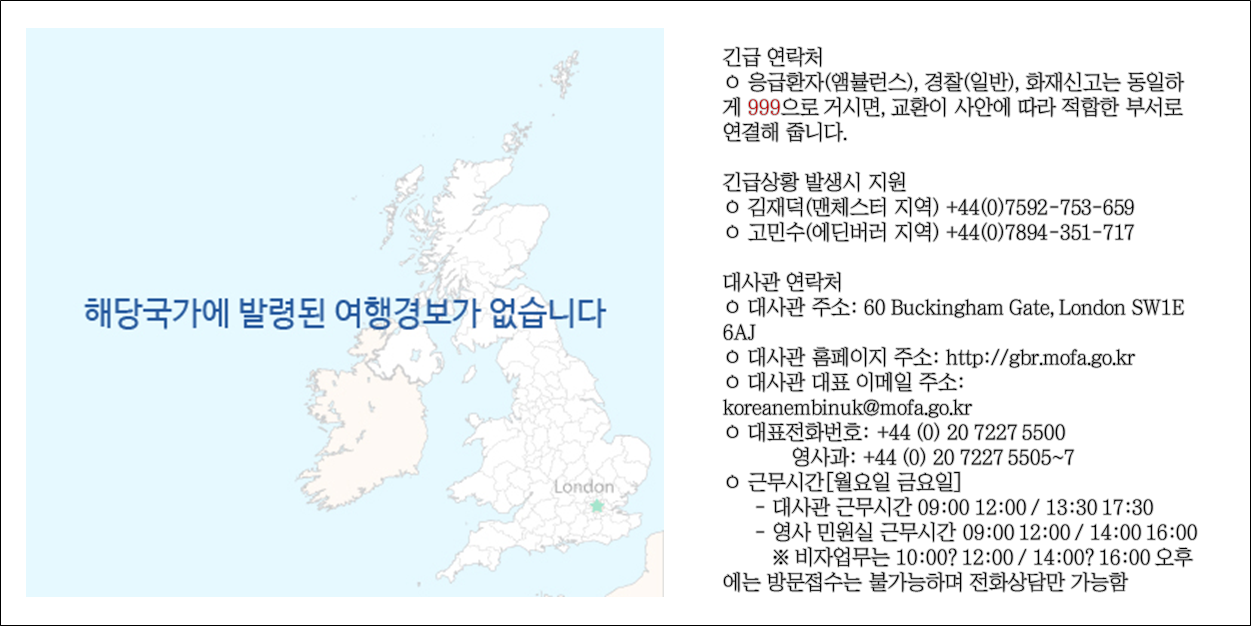 해당국가에 발령된 여행경보가 없습니다
London
긴급 연락처
ㅇ 응급환자(앰뷸런스), 경찰(일반), 화재신고는 동일하
게 999으로 거시면, 교환이 사안에 따라 적합한 부서로
연결해 줍니다.
긴급상황 발생시 지원
ㅇ 김재덕(맨체스터 지역) +44(0)7592-753-659
ㅇ 고민수(에딘버러 지역) +44(0)7894-351-717
대사관 연락처
ㅇ 대사관 주소: 60 Buckingham Gate, London SW1E
6AJ
ㅇ 대사관 홈페이지 주소: http://gbr.mofa.go.kr
ㅇ 대사관 대표 이메일 주소:
koreanembinuk@mofa.go.kr
ㅇ 대표전화번호: +44 (0) 20 7227 5500
영사과: +44 (0) 20 7227 5505~7
ㅇ 근무시간[월요일 금요일]
- 대사관 근무시간 09:00 12:00 / 13:30 17:30
- 영사 민원실 근무시간 09:00 12:00 / 14:00 16:00
※ 비자업무는 10:00? 12:00 / 14:00? 16:00 오후
에는 방문접수는 불가능하며 전화상담만 가능함